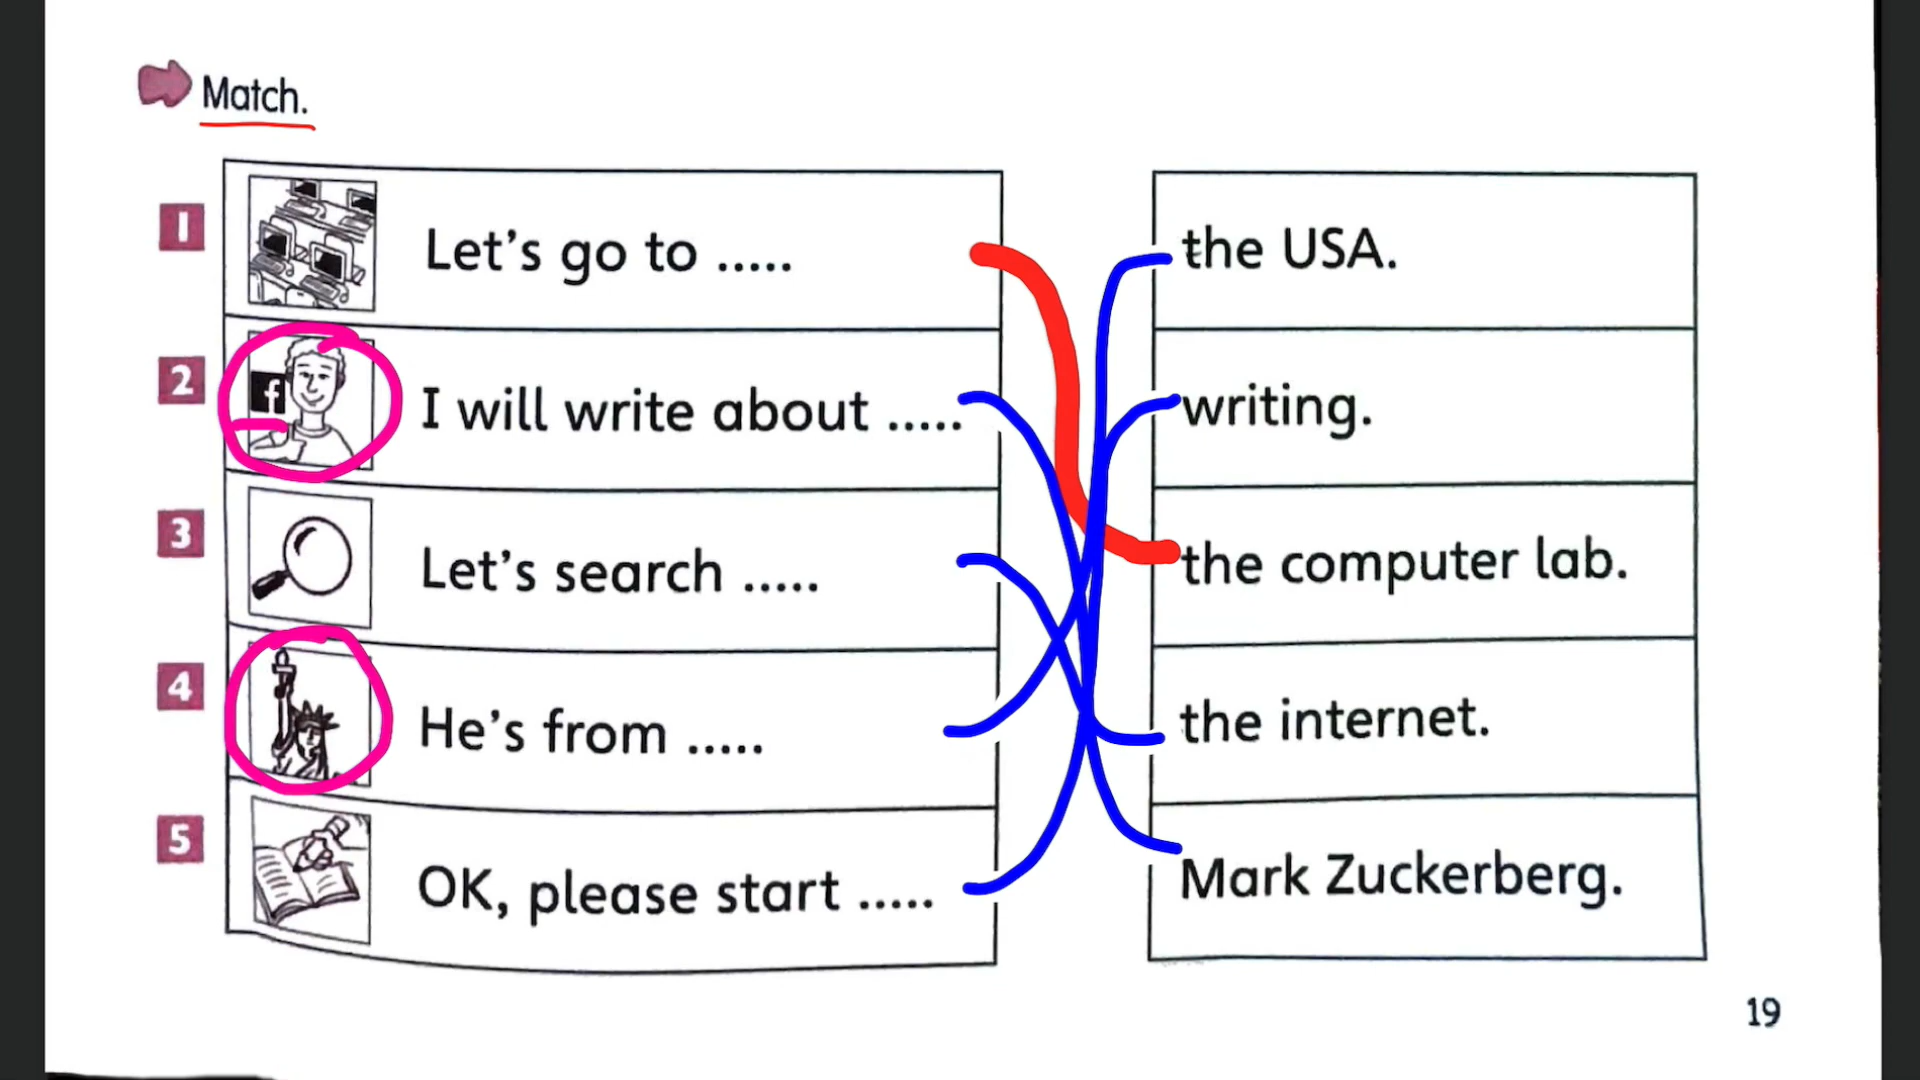 Match.
1 Let's go to ..... the USA.
2 f I will write about ..... writing.
3 Let's search ..... the computer lab.
4 He's from ..... the internet.
5 OK, please start ..... Mark Zuckerberg.
19